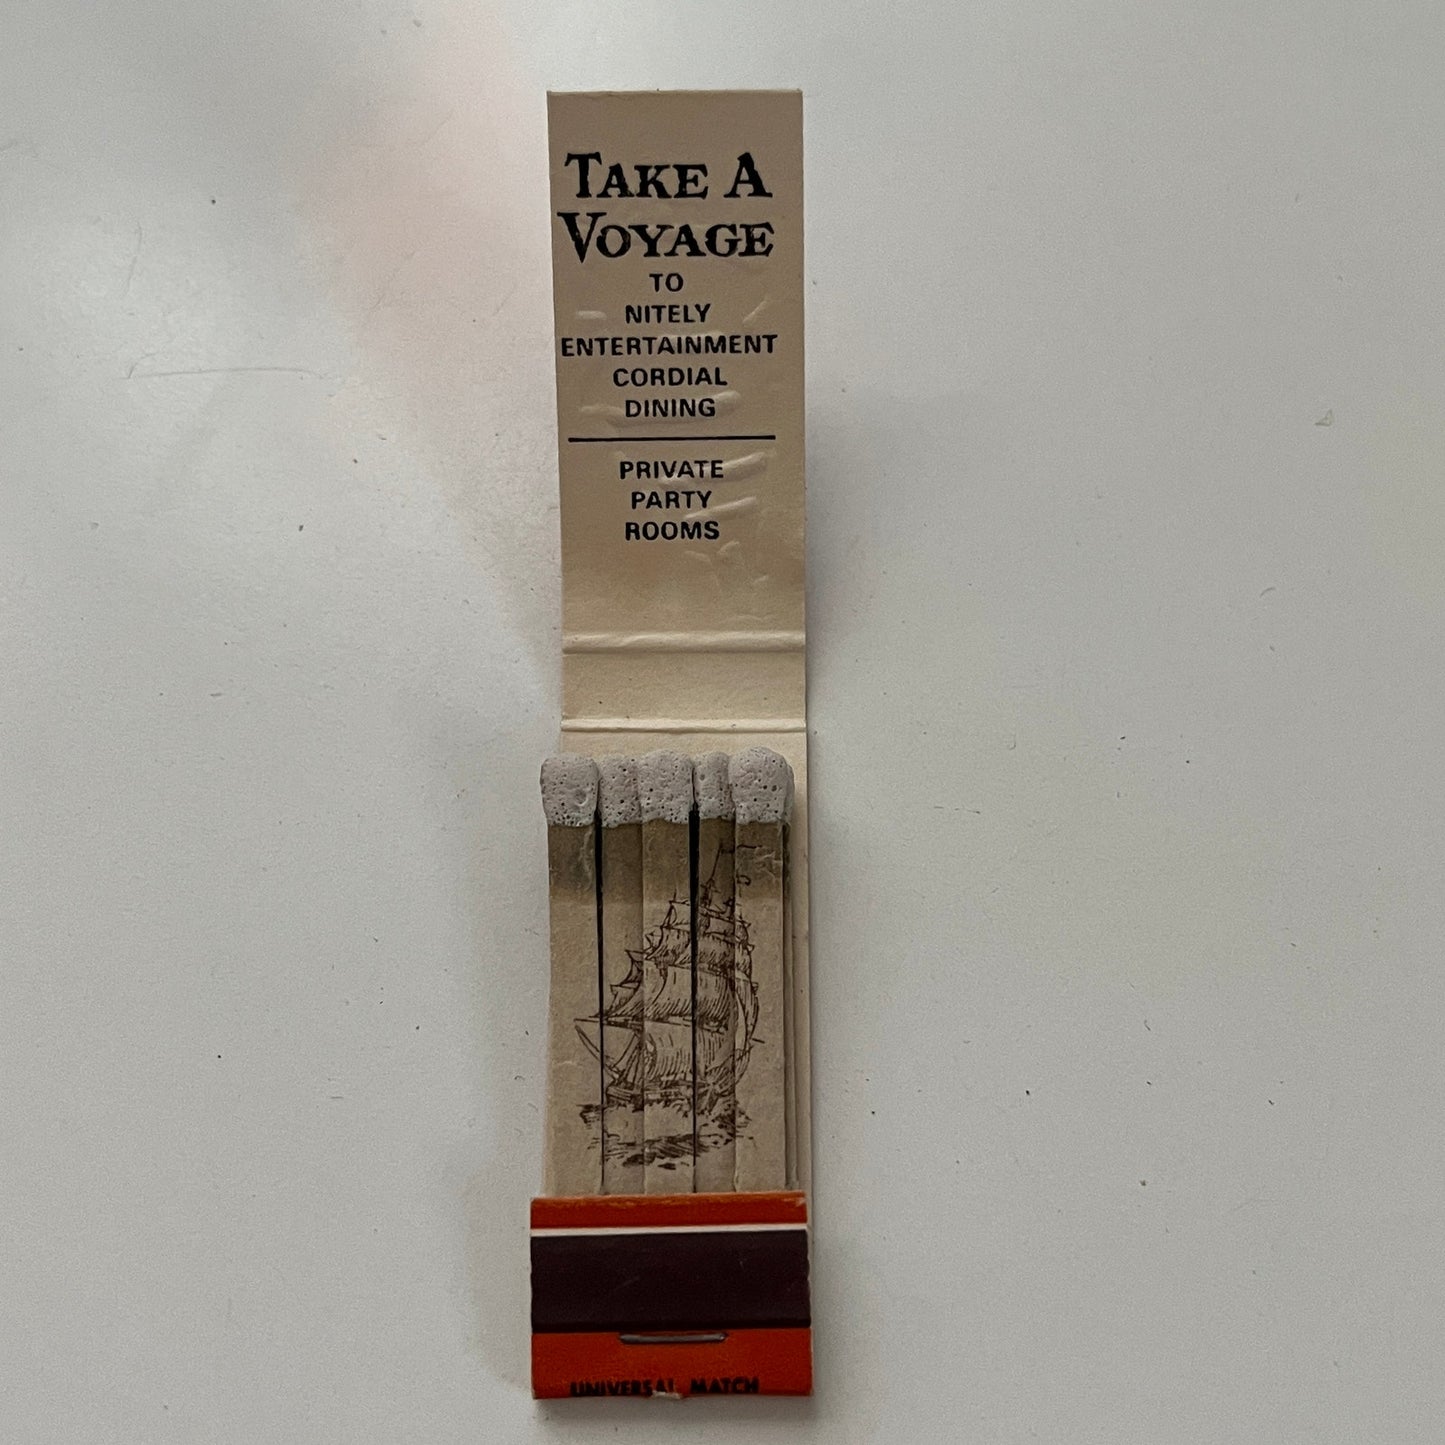 TAKE A
VOYAGE
TO
NITELY
ENTERTAINMENT
CORDIAL
DINING
PRIVATE
PARTY
ROOMS
UNIVERSAL MATCH